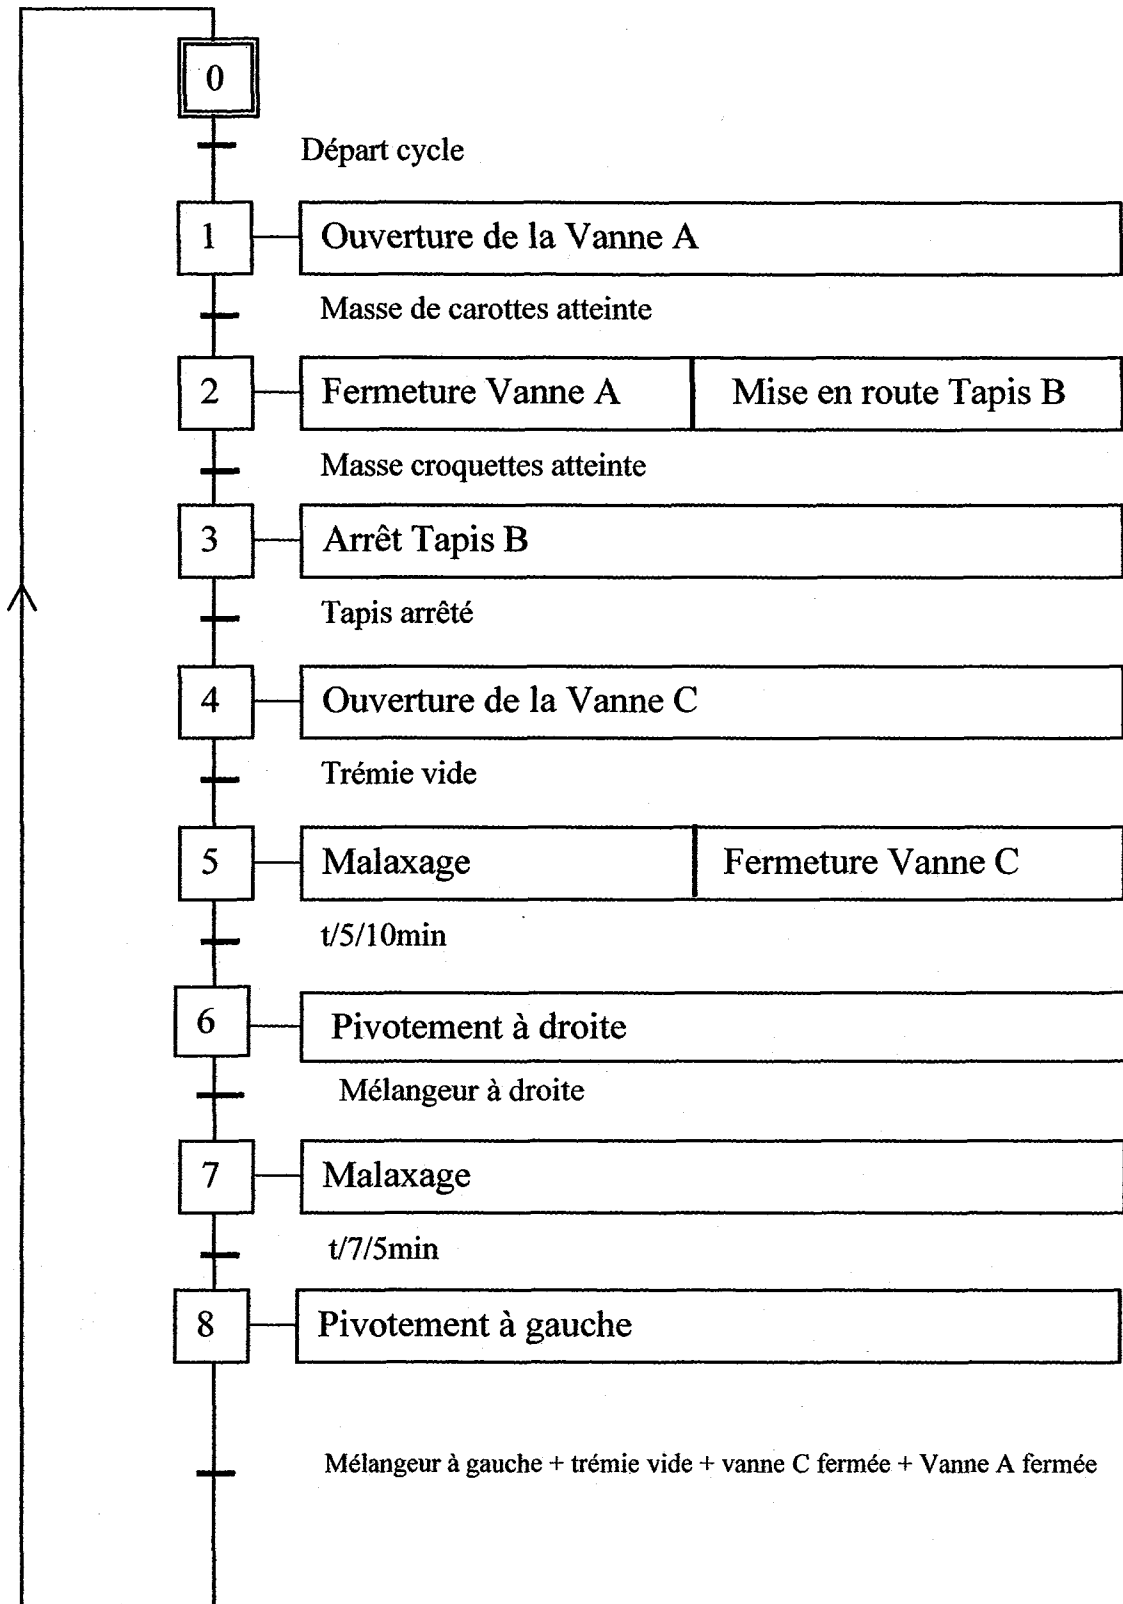 0
Départ cycle
1 Ouverture de la Vanne A
Masse de carottes atteinte
2 Fermeture Vanne A Mise en route Tapis B
Masse croquettes atteinte
3 Arrêt Tapis B
Tapis arrêté
4 Ouverture de la Vanne C
Trémie vide
5 Malaxage Fermeture Vanne C
t/5/10min
6 Pivotement à droite
Mélangeur à droite
7 Malaxage
t/7/5min
8 Pivotement à gauche
Mélangeur à gauche + trémie vide + vanne C fermée + Vanne A fermée